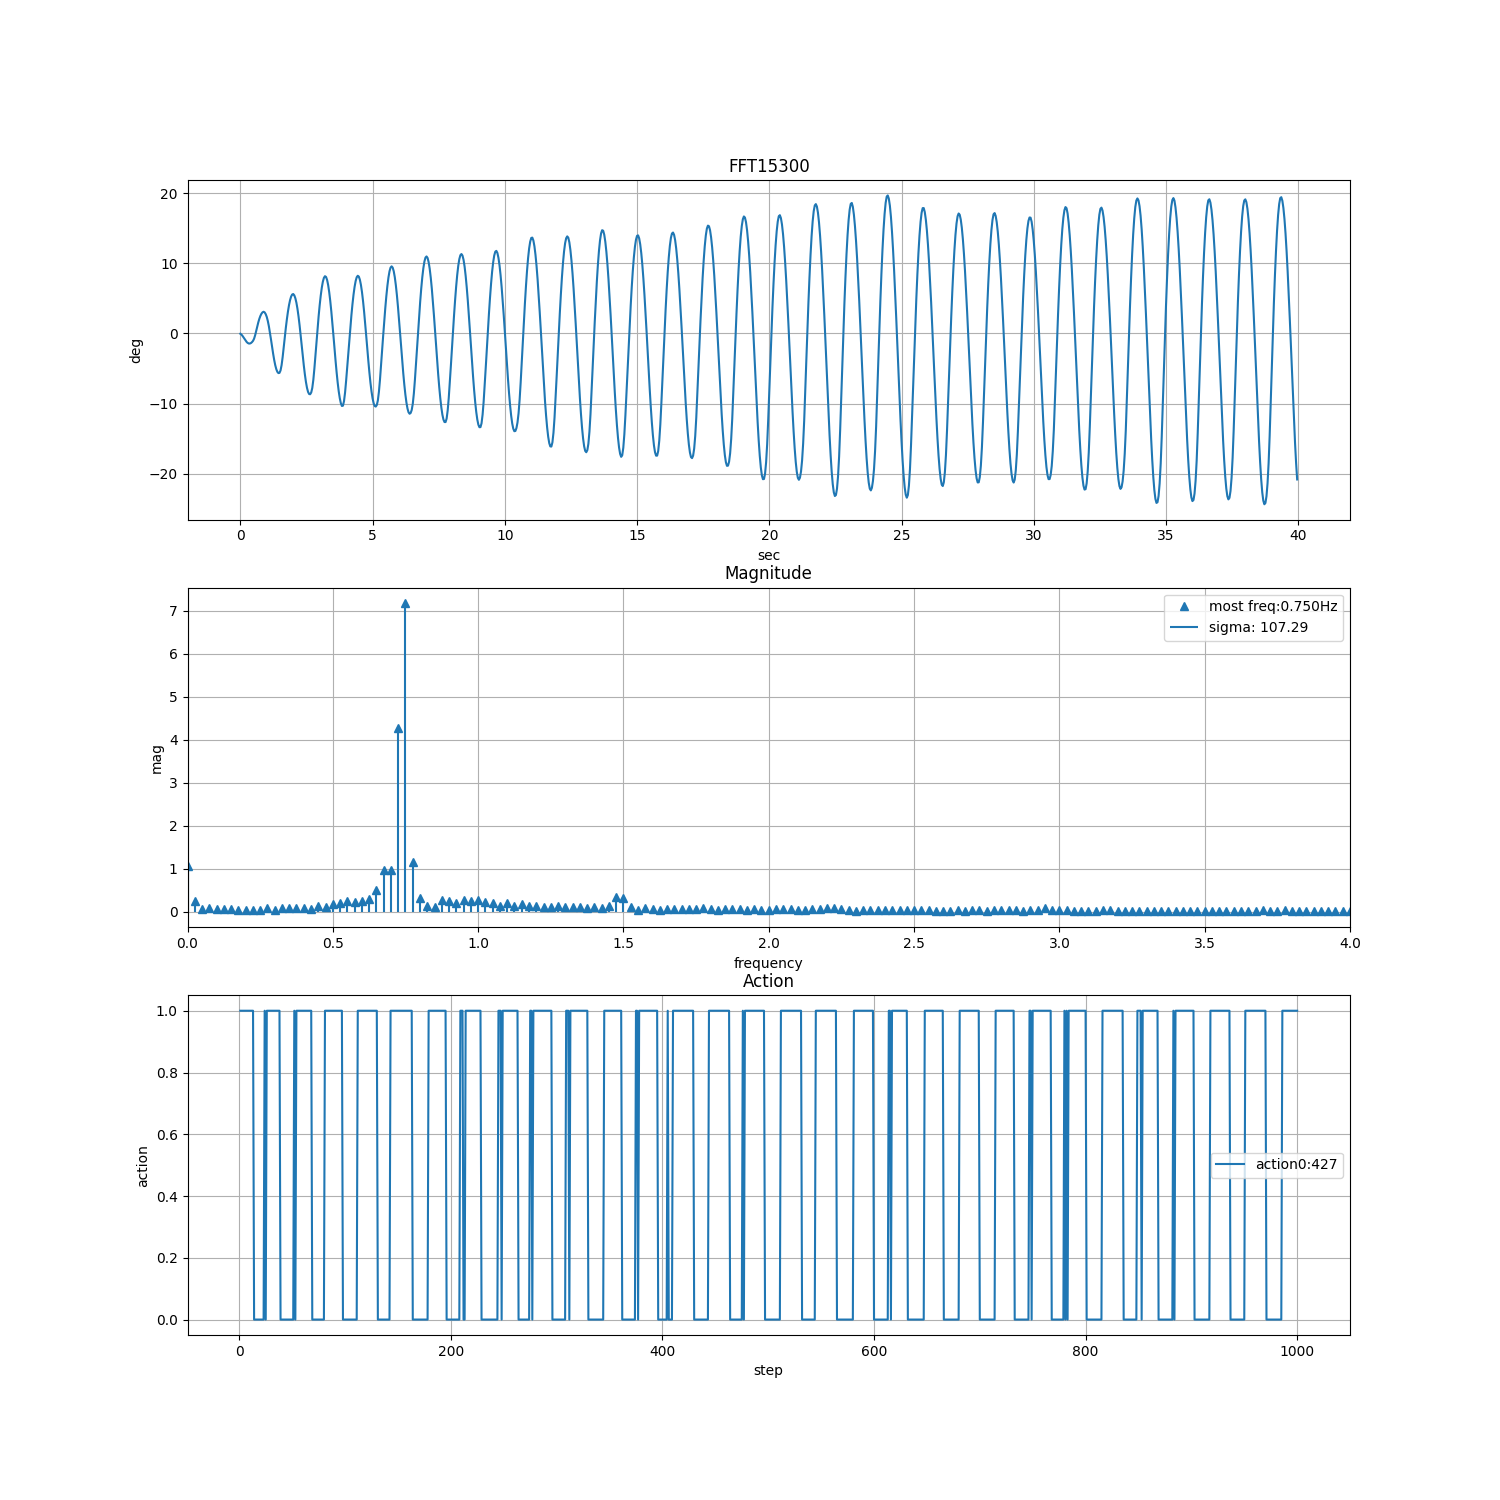 FFT15300
20
10
0
−10
−20
deg
0 5 10 15 20 25 30 35 40
sec
Magnitude
7
6
5
4
3
2
1
0
mag
most freq:0.750Hz
sigma: 107.29
0.0 0.5 1.0 1.5 2.0 2.5 3.0 3.5 4.0
frequency
Action
1.0
0.8
0.6
0.4
0.2
0.0
action
action0:427
0 200 400 600 800 1000
step